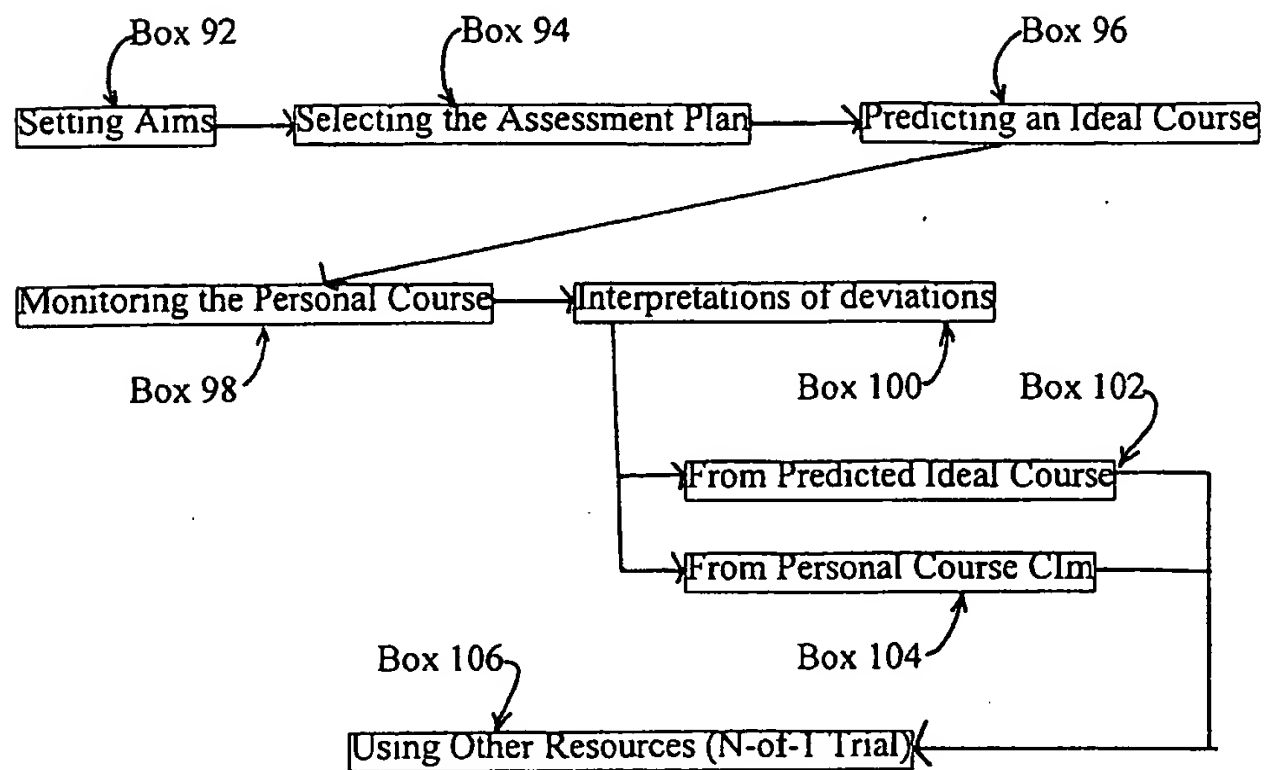 Box 92
Box 94
Box 96
Setting Aims
Selecting the Assessment Plan
Predicting an Ideal Course
Monitoring the Personal Course
Interpretations of deviations
Box 98
Box 100
Box 102
From Predicted Ideal Course
From Personal Course CIm
Box 106
Box 104
Using Other Resources (N-of-1 Trial)